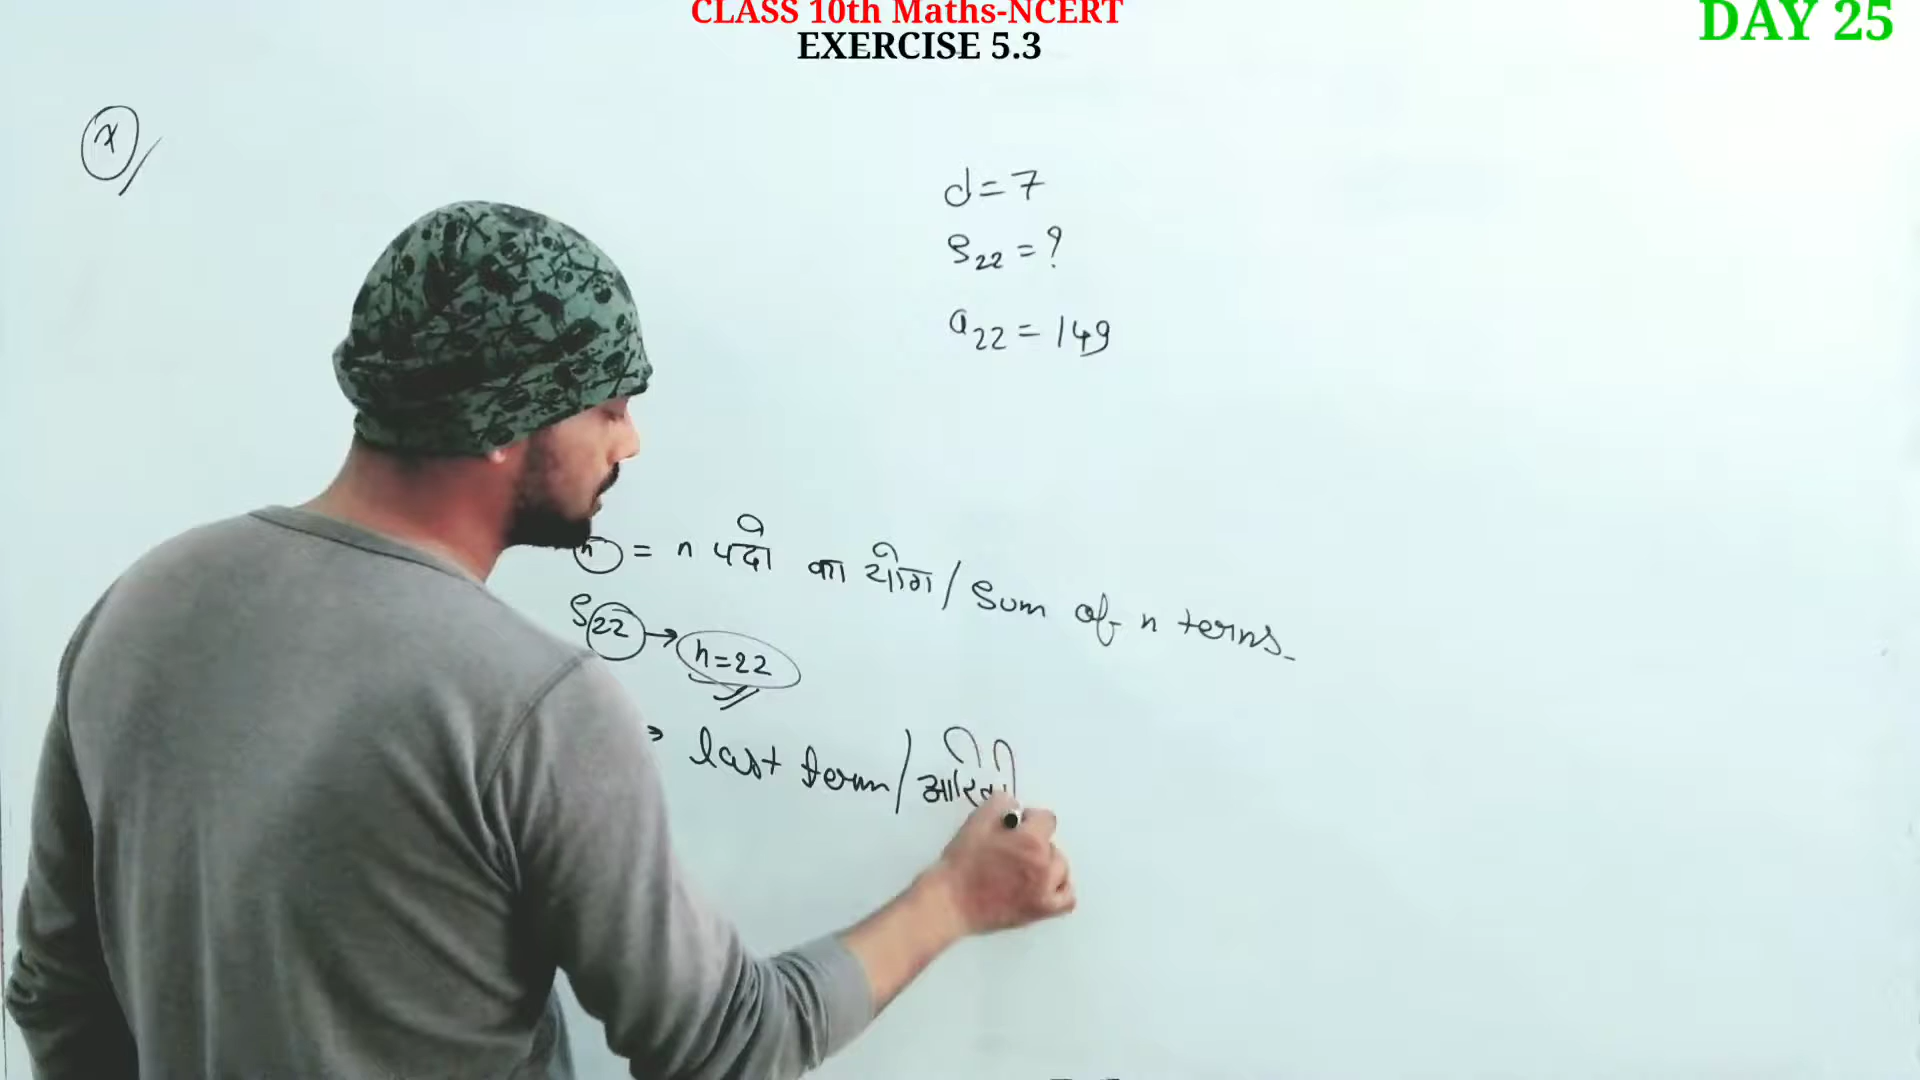 CLASS 10th Maths-NCERT
EXERCISE 5.3
DAY 25
x
d=7
S22 = ?
a22 = 149
n = n पदों का योग / Sum of n terms.
S22 → n=22
→ last term /